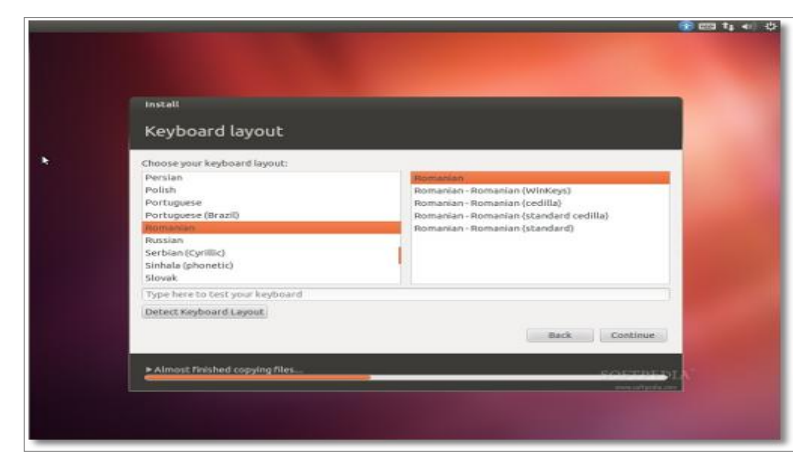 Install
Keyboard layout
Choose your keyboard layout:
Persian
Polish
Portuguese
Portuguese (Brazil)
Romanian
Russian
Serbian (Cyrillic)
Sinhala (phonetic)
Slovak
Romanian
Romanian - Romanian (WinKeys)
Romanian - Romanian (cedilla)
Romanian - Romanian (standard cedilla)
Romanian - Romanian (standard)
Type here to test your keyboard
Detect Keyboard Layout
Back Continue
Almost finished copying files...
SOFTPEDIA
www.softpedia.com